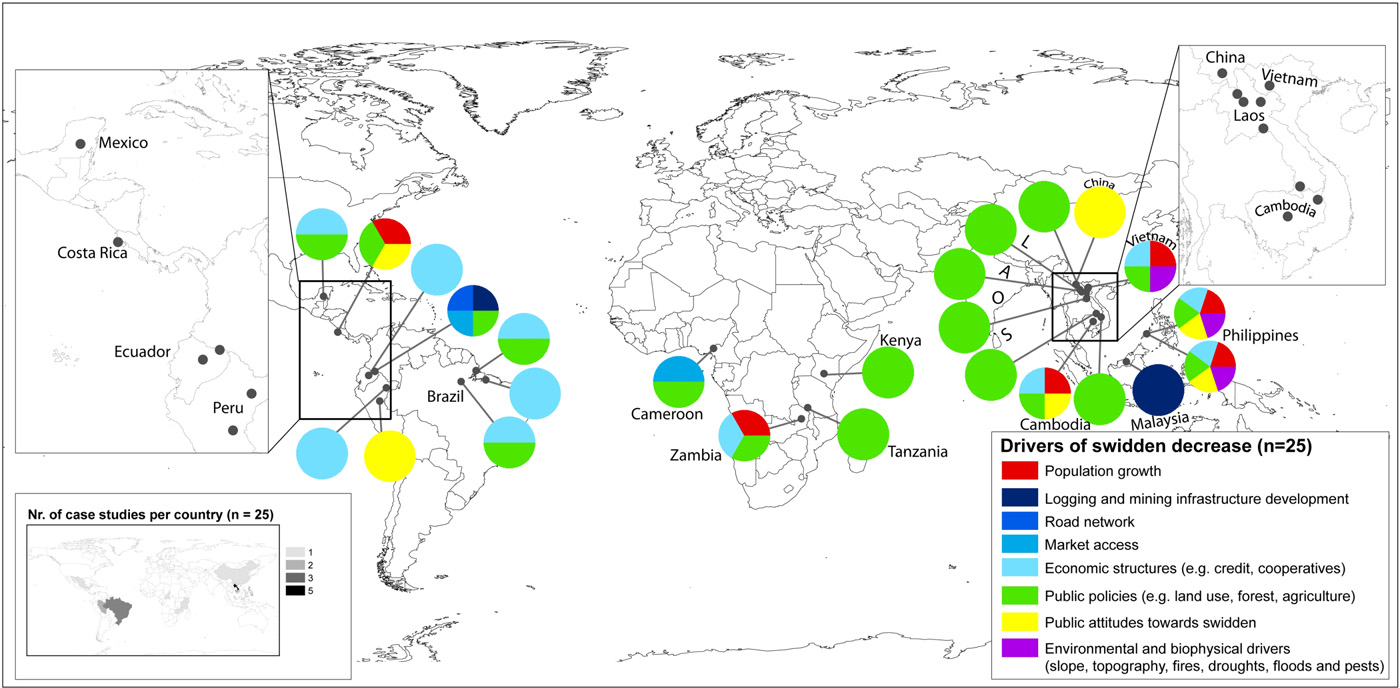 China
Vietnam
Laos
Cambodia
Mexico
Costa Rica
Ecuador
Peru
China
L
A
O
S
Vietnam
Philippines
Kenya
Brazil
Cameroon
Zambia
Tanzania
Cambodia
Malaysia
Drivers of swidden decrease (n=25)
Population growth
Logging and mining infrastructure development
Road network
Market access
Economic structures (e.g. credit, cooperatives)
Public policies (e.g. land use, forest, agriculture)
Public attitudes towards swidden
Environmental and biophysical drivers
(slope, topography, fires, droughts, floods and pests)
Nr. of case studies per country (n = 25)
1
2
3
5